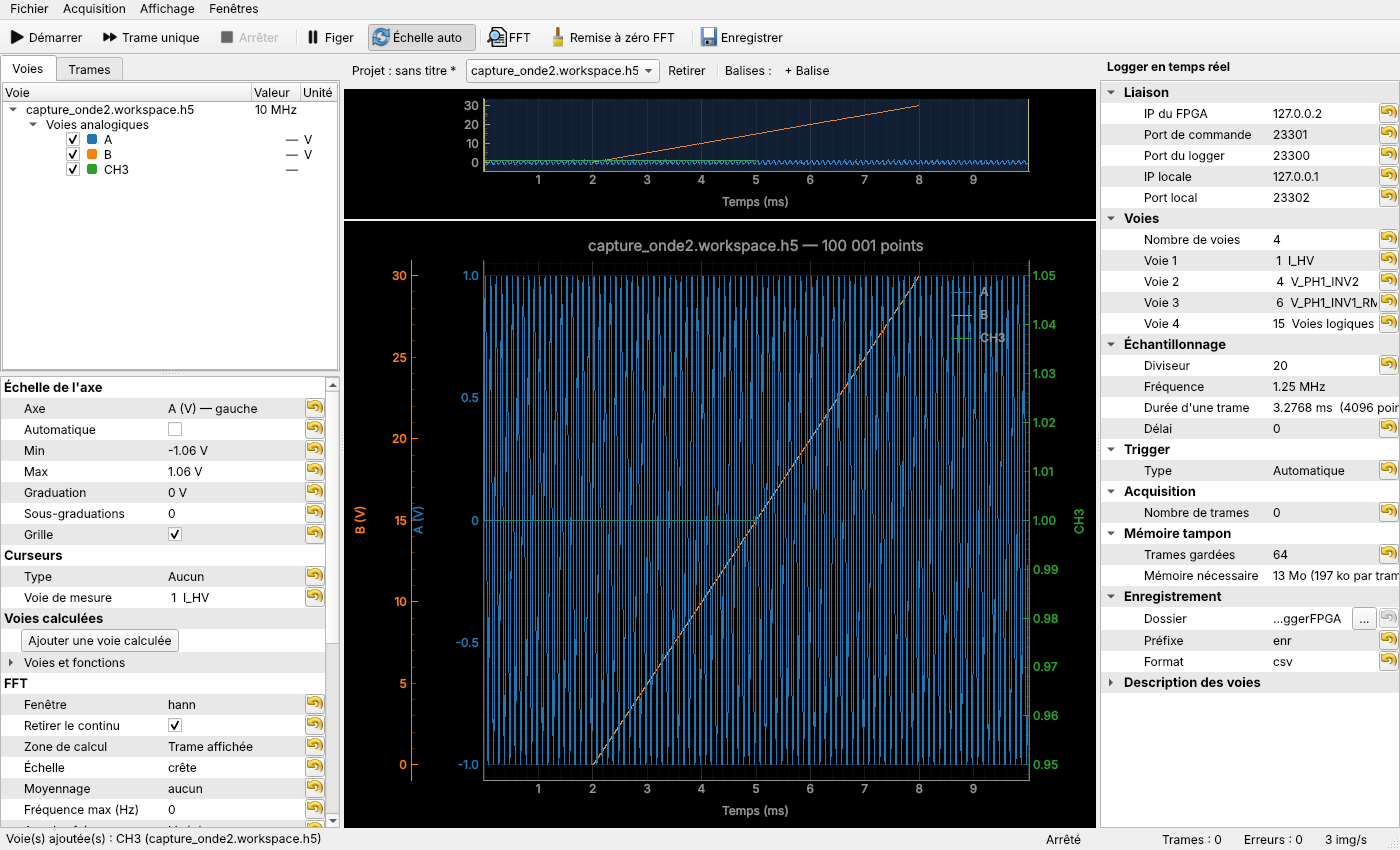 Fichier Acquisition Affichage Fenêtres
Démarrer Trame unique Arrêter Figer Échelle auto FFT Remise à zéro FFT Enregistrer
Voies Trames
Voie Valeur Unité
capture_onde2.workspace.h5 10 MHz
Voies analogiques
A — V
B — V
CH3 —
Échelle de l'axe
Axe A (V) — gauche
Automatique
Min -1.06 V
Max 1.06 V
Graduation 0 V
Sous-graduations 0
Grille
Curseurs
Type Aucun
Voie de mesure 1 I_HV
Voies calculées
Ajouter une voie calculée
Voies et fonctions
FFT
Fenêtre hann
Retirer le continu
Zone de calcul Trame affichée
Échelle crête
Moyennage aucun
Fréquence max (Hz) 0
Projet : sans titre * capture_onde2.workspace.h5 Retirer Balises : + Balise
30
20
10
0
1 2 3 4 5 6 7 8 9
Temps (ms)
capture_onde2.workspace.h5 — 100 001 points
30
25
20
15
10
5
0
B (V)
1.0
0.5
0
-0.5
-1.0
A (V)
A
B
CH3
1.05
1.04
1.03
1.02
1.01
1.00
0.99
0.98
0.97
0.96
0.95
CH3
1 2 3 4 5 6 7 8 9
Temps (ms)
Logger en temps réel
Liaison
IP du FPGA 127.0.0.2
Port de commande 23301
Port du logger 23300
IP locale 127.0.0.1
Port local 23302
Voies
Nombre de voies 4
Voie 1 1 I_HV
Voie 2 4 V_PH1_INV2
Voie 3 6 V_PH1_INV1_RM
Voie 4 15 Voies logiques
Échantillonnage
Diviseur 20
Fréquence 1.25 MHz
Durée d'une trame 3.2768 ms (4096 poin
Délai 0
Trigger
Type Automatique
Acquisition
Nombre de trames 0
Mémoire tampon
Trames gardées 64
Mémoire nécessaire 13 Mo (197 ko par tram
Enregistrement
Dossier ...ggerFPGA ...
Préfixe enr
Format csv
Description des voies
Voie(s) ajoutée(s) : CH3 (capture_onde2.workspace.h5) Arrêté Trames : 0 Erreurs : 0 3 img/s